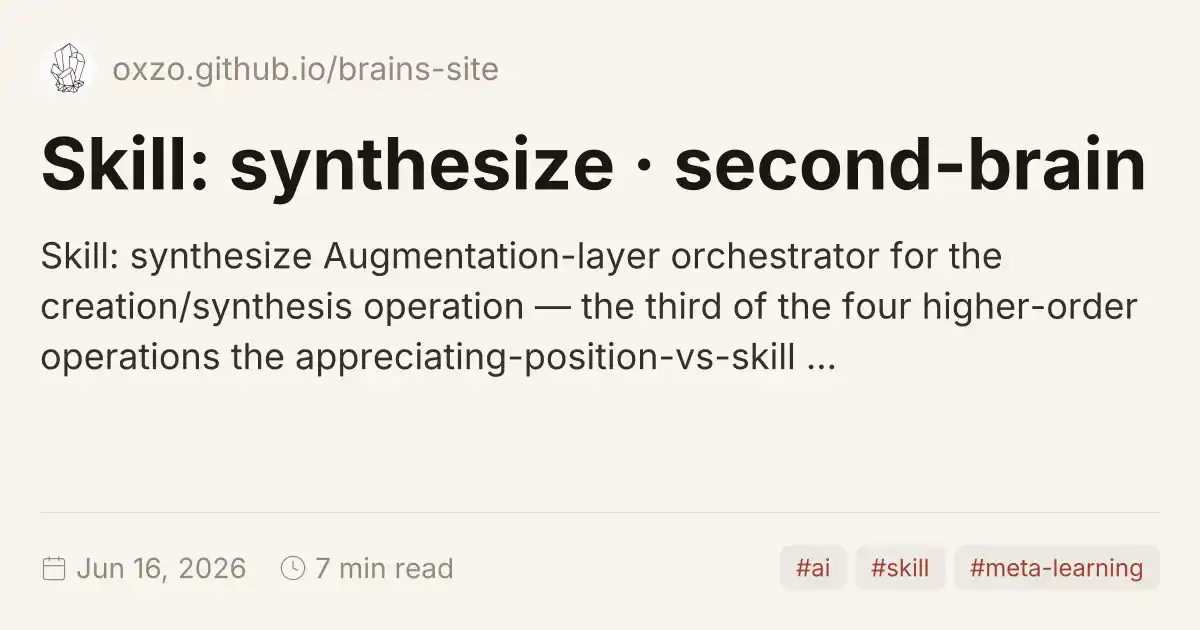 oxzo.github.io/brains-site
Skill: synthesize · second-brain
Skill: synthesize Augmentation-layer orchestrator for the
creation/synthesis operation — the third of the four higher-order
operations the appreciating-position-vs-skill ...
Jun 16, 2026 7 min read #ai #skill #meta-learning